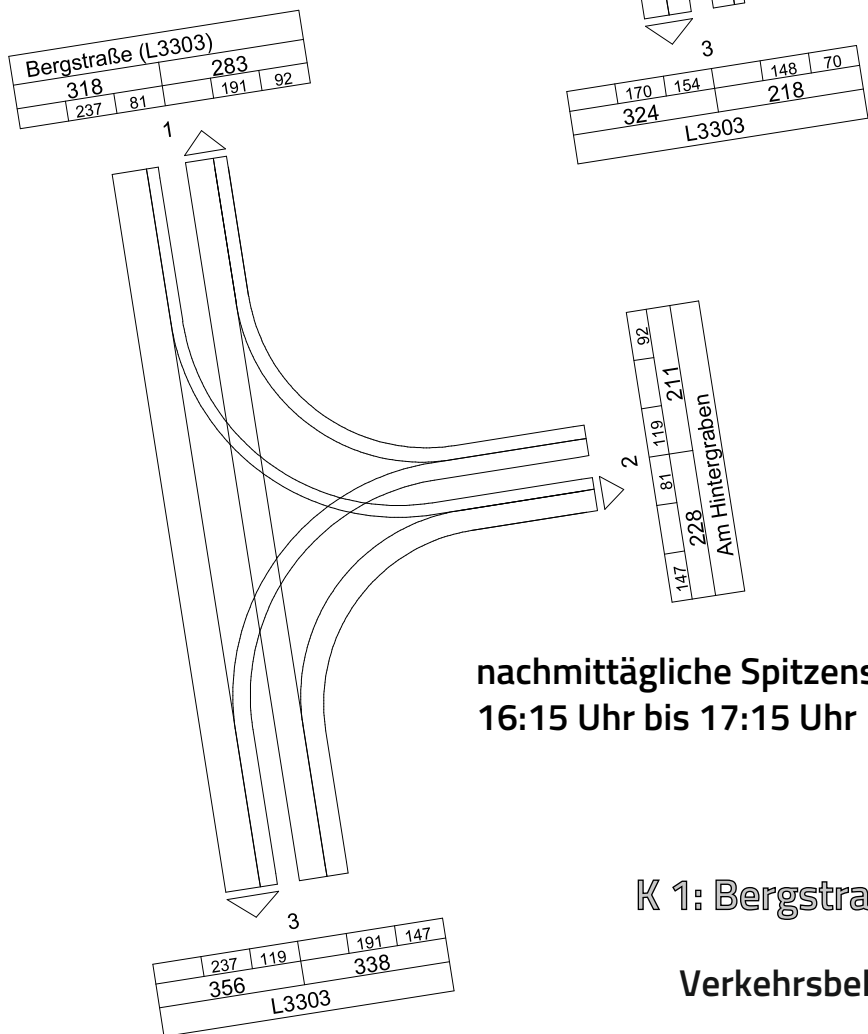 3
170 154 148 70
324 218
L3303
Bergstraße (L3303)
318 283
237 81 191 92
1
92 119 81 147
211 228
Am Hintergraben
2
nachmittägliche Spitzens
16:15 Uhr bis 17:15 Uhr
K 1: Bergstra
3
237 119 191 147
356 338
L3303
Verkehrsbel